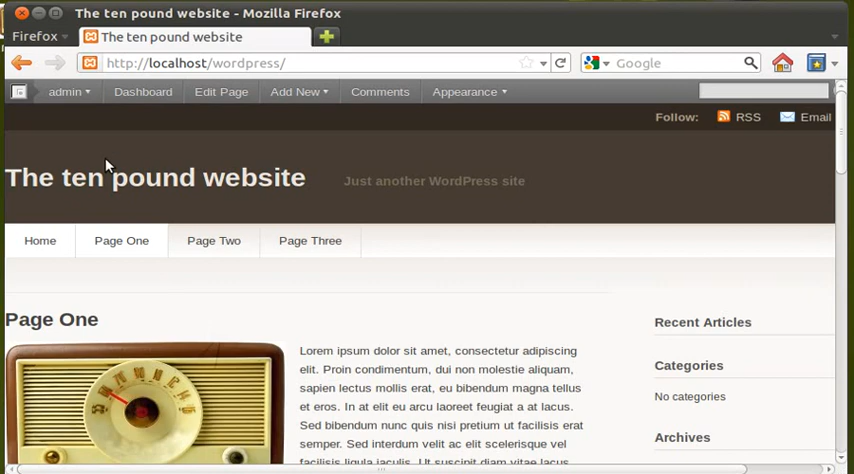 The ten pound website - Mozilla Firefox
Firefox
The ten pound website
http://localhost/wordpress/
Google
admin
Dashboard
Edit Page
Add New
Comments
Appearance
Follow:
RSS
Email
The ten pound website
Just another WordPress site
Home
Page One
Page Two
Page Three
Page One
Lorem ipsum dolor sit amet, consectetur adipiscing
elit. Proin condimentum, dui non molestie aliquam,
sapien lectus mollis erat, eu bibendum magna tellus
et eros. In at elit eu arcu laoreet feugiat a at lacus.
Sed bibendum nunc quis nisi pretium ut facilisis erat
semper. Sed interdum velit ac elit scelerisque vel
facilisis ligula iaculis. Ut suscipit diam vitae diam
Recent Articles
Categories
No categories
Archives